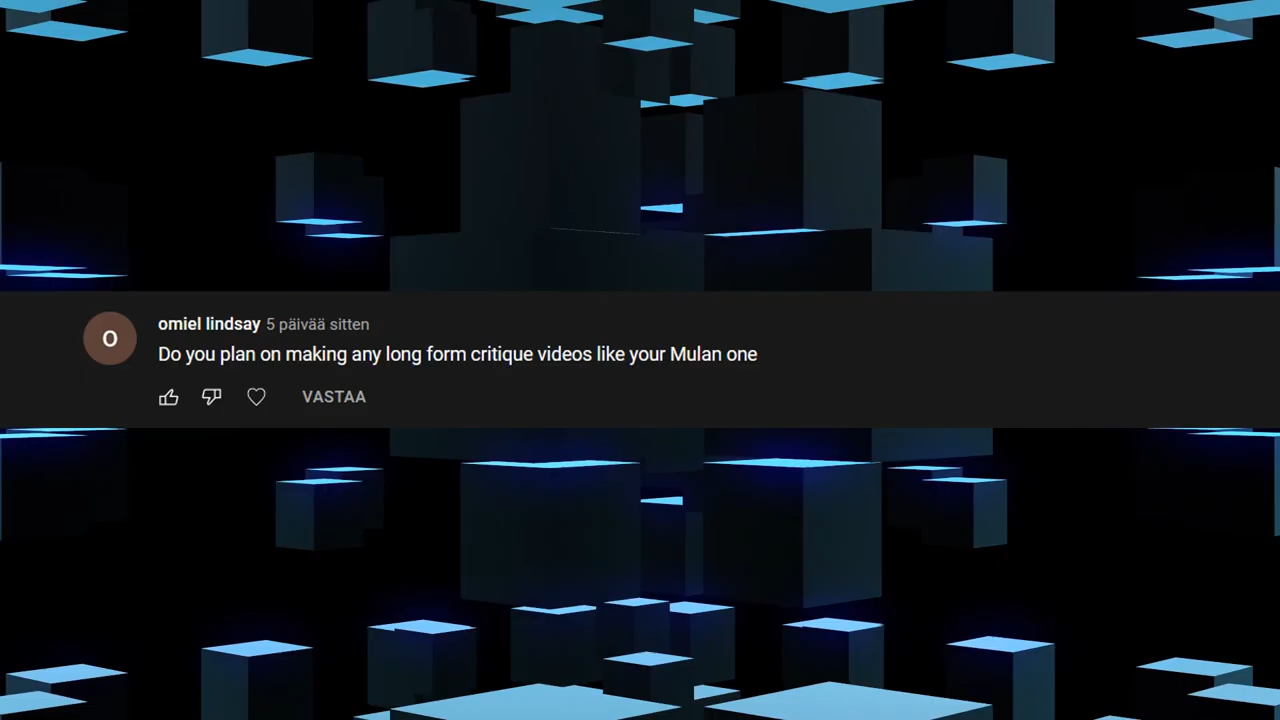 O
omiel lindsay 5 päivää sitten
Do you plan on making any long form critique videos like your Mulan one
VASTAA